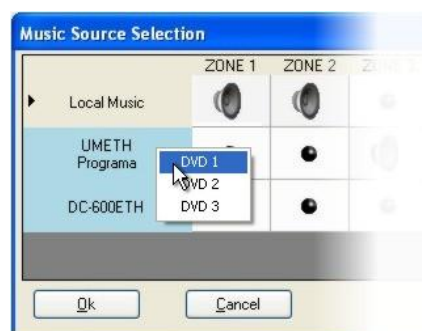 Music Source Selection
ZONE 1 ZONE 2
Local Music
UMETH
Programa
DVD 1
DVD 2
DC-600ETH
DVD 3
Ok Cancel